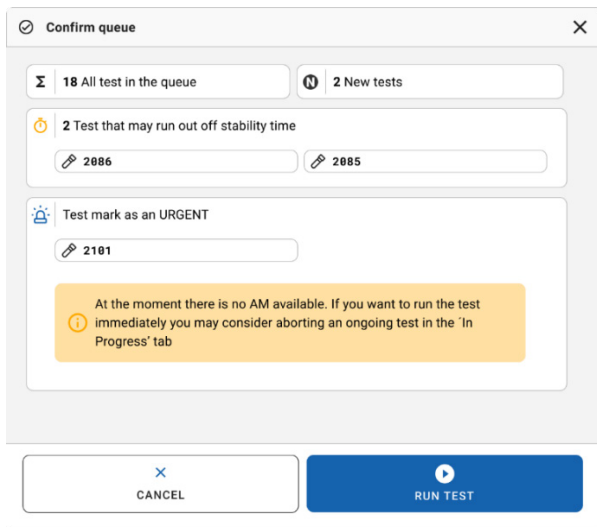 Confirm queue
Σ 18 All test in the queue
N 2 New tests
2 Test that may run out off stability time
2086
2085
Test mark as an URGENT
2101
At the moment there is no AM available. If you want to run the test
immediately you may consider aborting an ongoing test in the ´In
Progress’ tab
CANCEL
RUN TEST